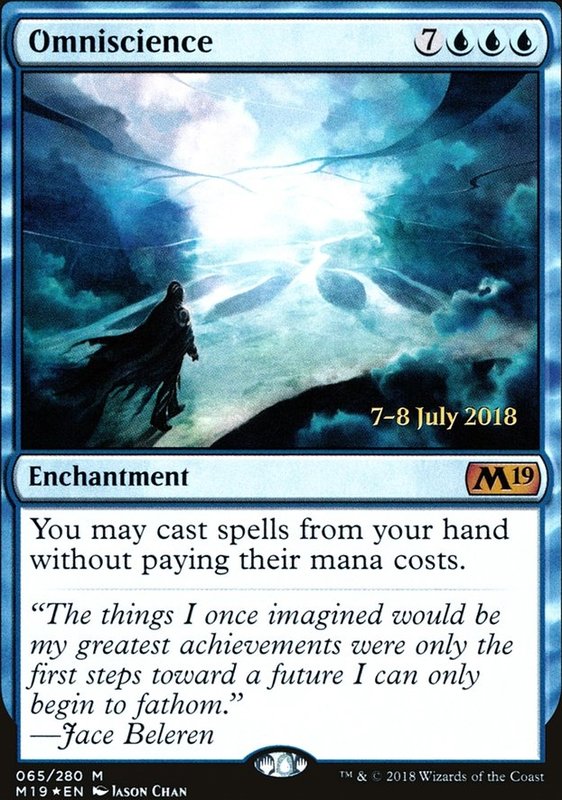 Omniscience 7
7–8 July 2018
Enchantment M19
You may cast spells from your hand
without paying their mana costs.
“The things I once imagined would be
my greatest achievements were only the
first steps toward a future I can only
begin to fathom.”
—Jace Beleren
065/280 M
M19 ★ EN Jason Chan
™ & © 2018 Wizards of the Coast